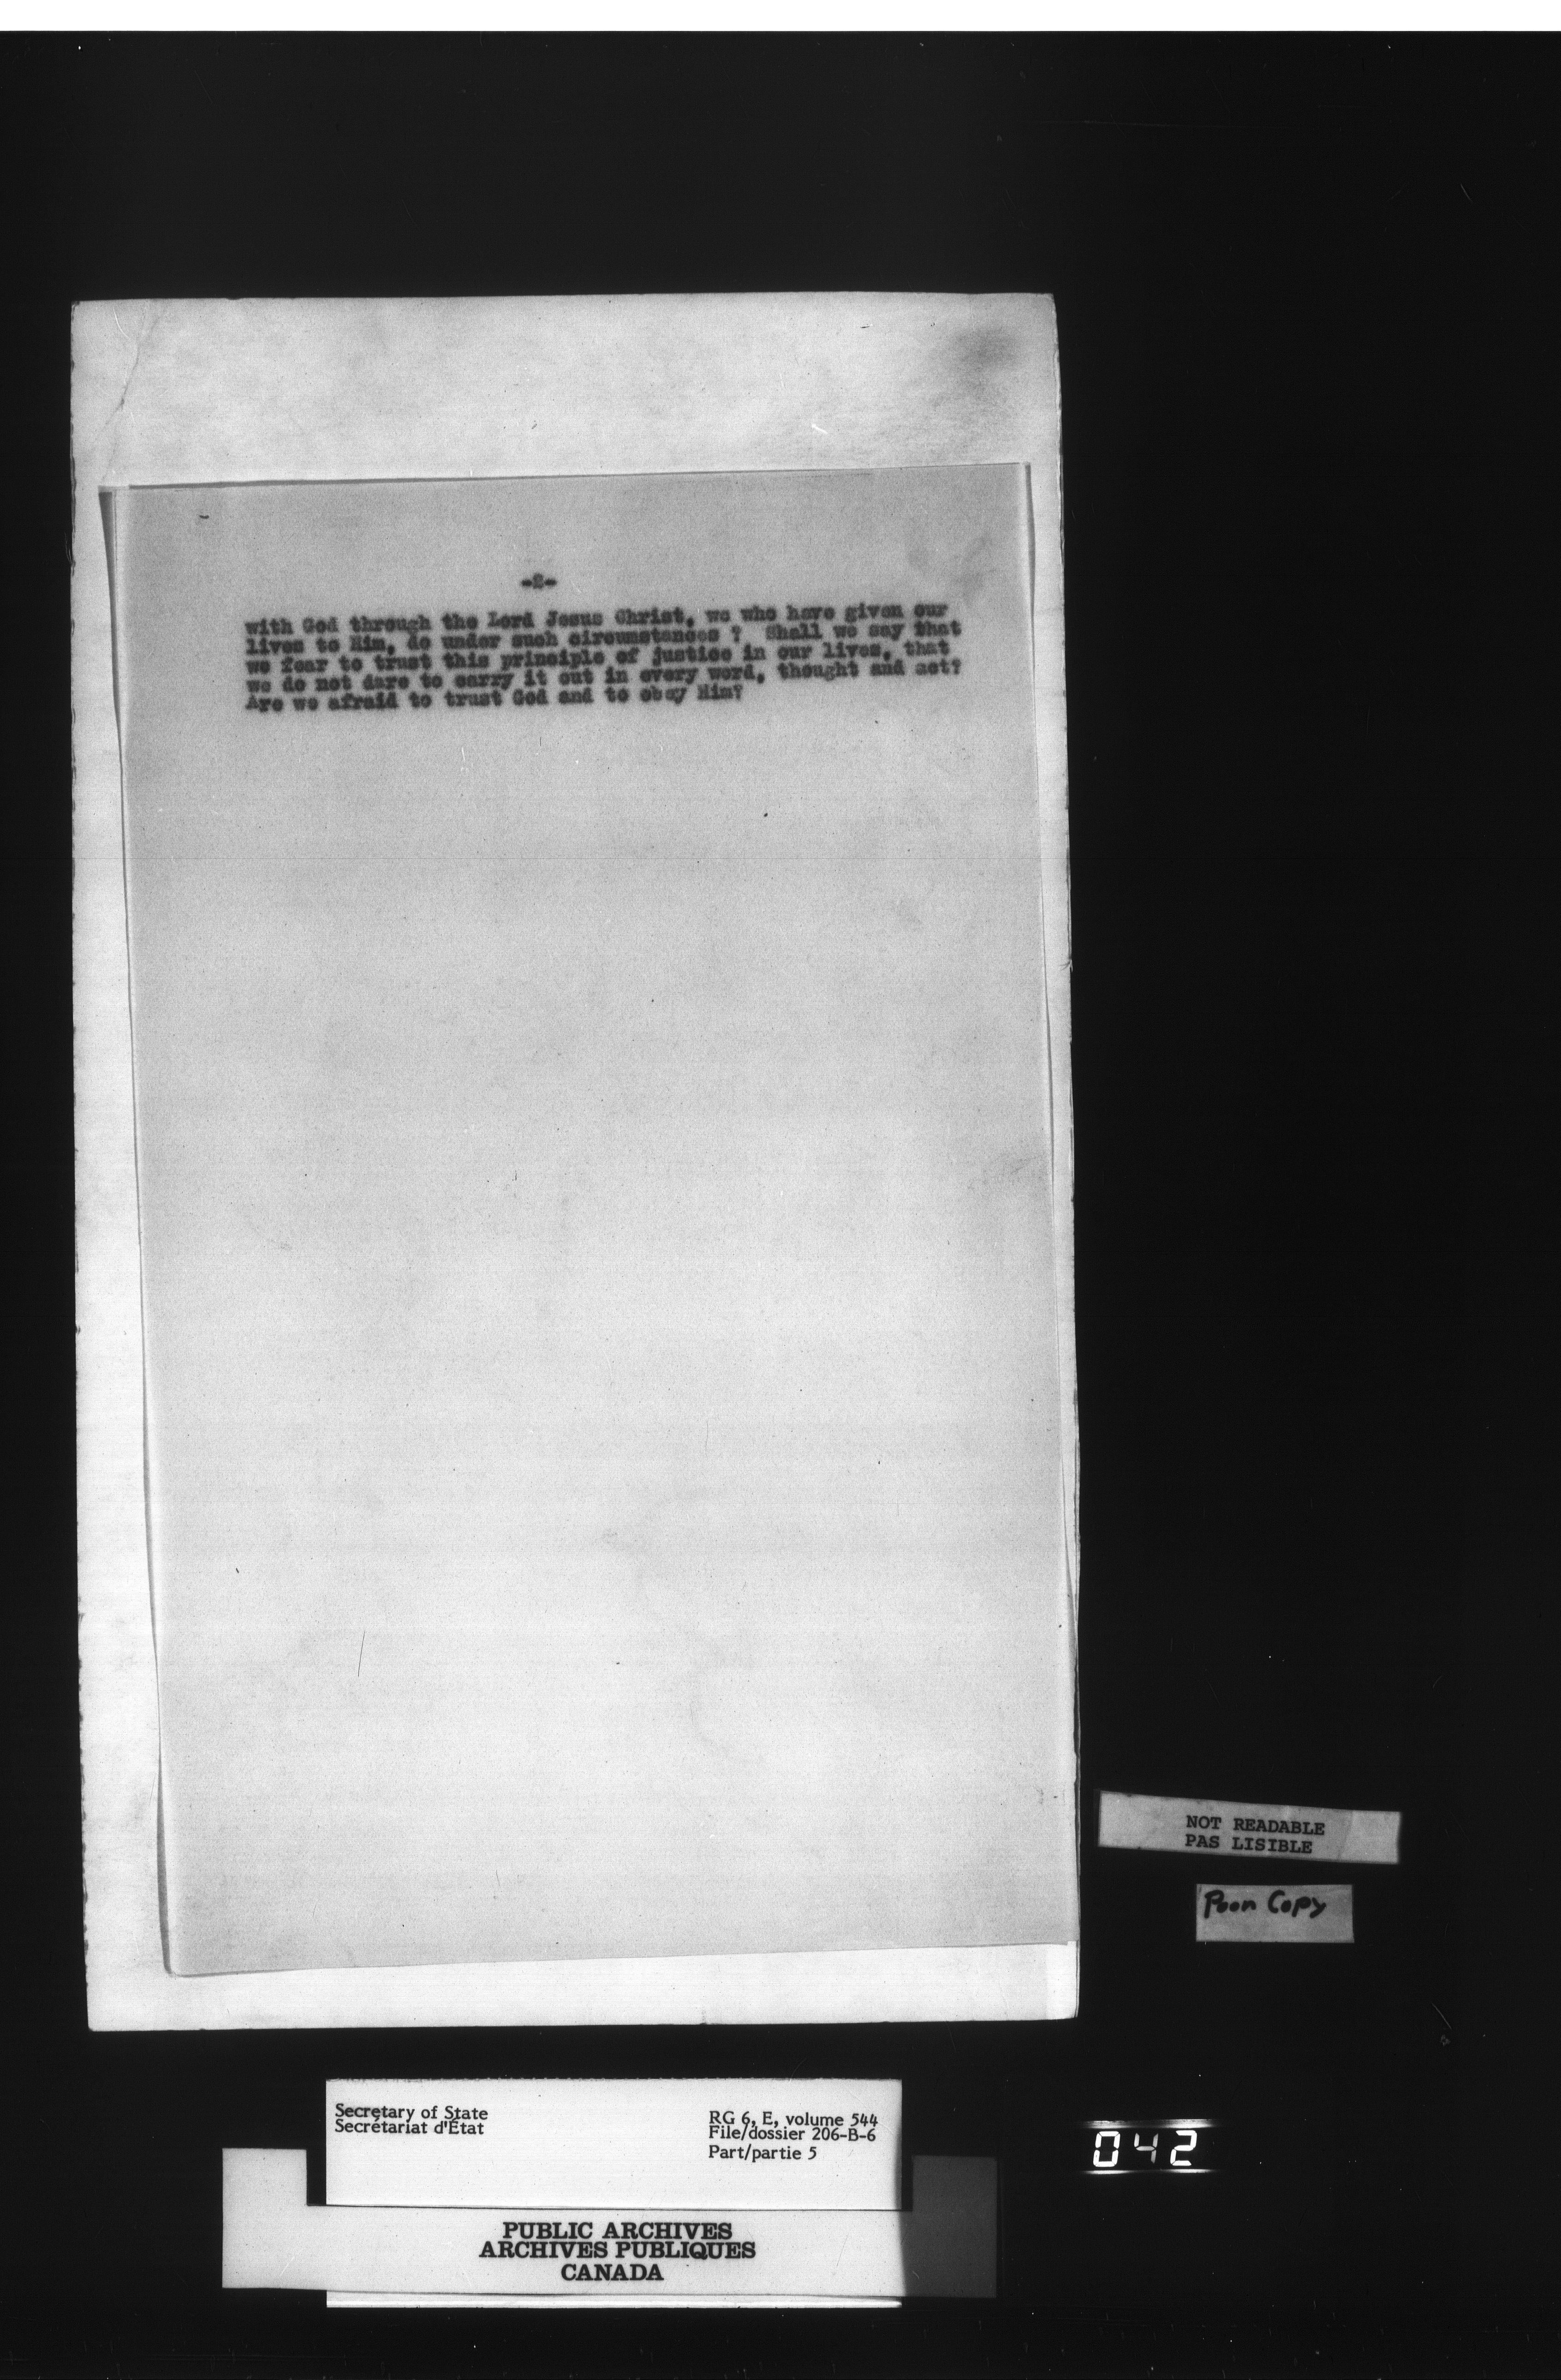 -2-
with God through the Lord Jesus Christ, we who have given our
lives to Him, do under such circumstances ? Shall we say that
we fear to trust this principle of justice in our lives, that
we do not dare to carry it out in every word, thought and act?
Are we afraid to trust God and to obey Him?
NOT READABLE
PAS LISIBLE
Poor Copy
Secretary of State
Secrétariat d'État
RG 6, E, volume 544
File/dossier 206-B-6
Part/partie 5
042
PUBLIC ARCHIVES
ARCHIVES PUBLIQUES
CANADA